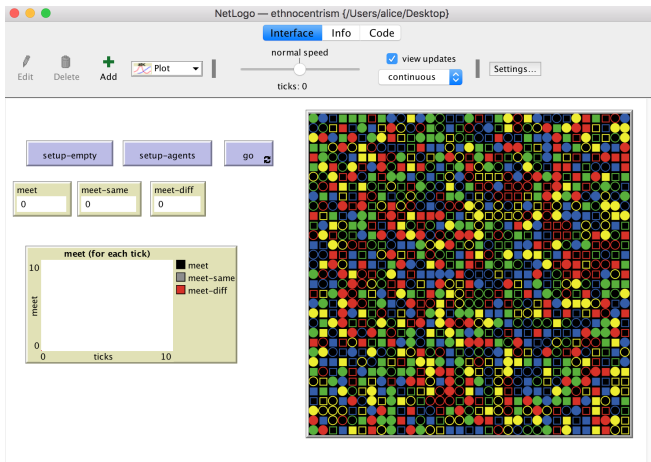 NetLogo — ethnocentrism {/Users/alice/Desktop}
Interface Info Code
Edit
Delete
Add
Plot
normal speed
ticks: 0
view updates
continuous
Settings...
setup-empty
setup-agents
go
meet
0
meet-same
0
meet-diff
0
meet (for each tick)
10
meet
0
0
ticks
10
meet
meet-same
meet-diff